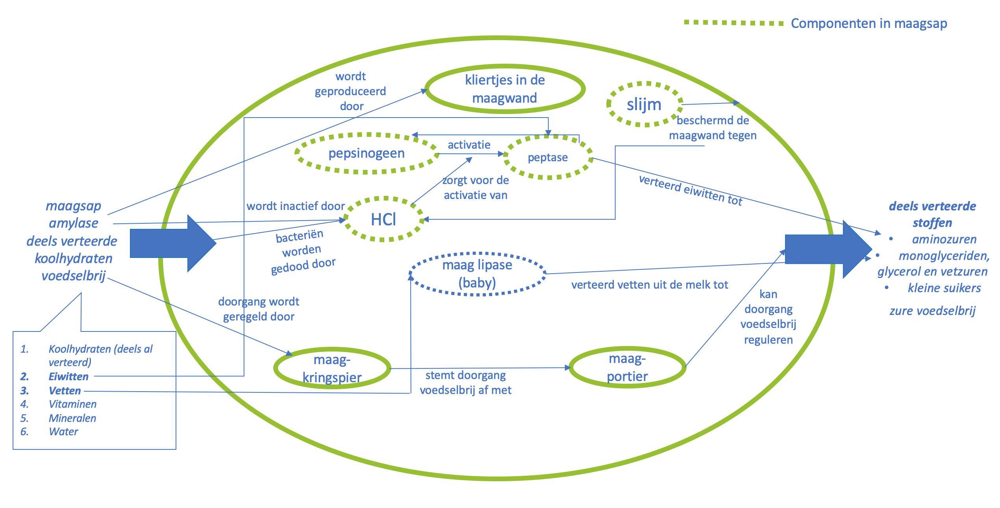 Componenten in maagsap
wordt
geproduceerd
door
kliertjes in de
maagwand
slijm
beschermd de
maagwand tegen
pepsinogeen
activatie
peptase
zorgt voor de
activatie van
verteerd eiwitten tot
maagsap
amylase
deels verteerde
koolhydraten
voedselbrij
wordt inactief door
HCl
bacteriën
worden
gedood door
maag lipase
(baby)
verteerd vetten uit de melk tot
deels verteerde
stoffen
• aminozuren
• monoglyceriden,
glycerol en vetzuren
• kleine suikers
zure voedselbrij
kan
doorgang
voedselbrij
reguleren
doorgang wordt
geregeld door
maag-
kringspier
stemt doorgang
voedselbrij af met
maag-
portier
1. Koolhydraten (deels al
verteerd)
2. Eiwitten
3. Vetten
4. Vitaminen
5. Mineralen
6. Water